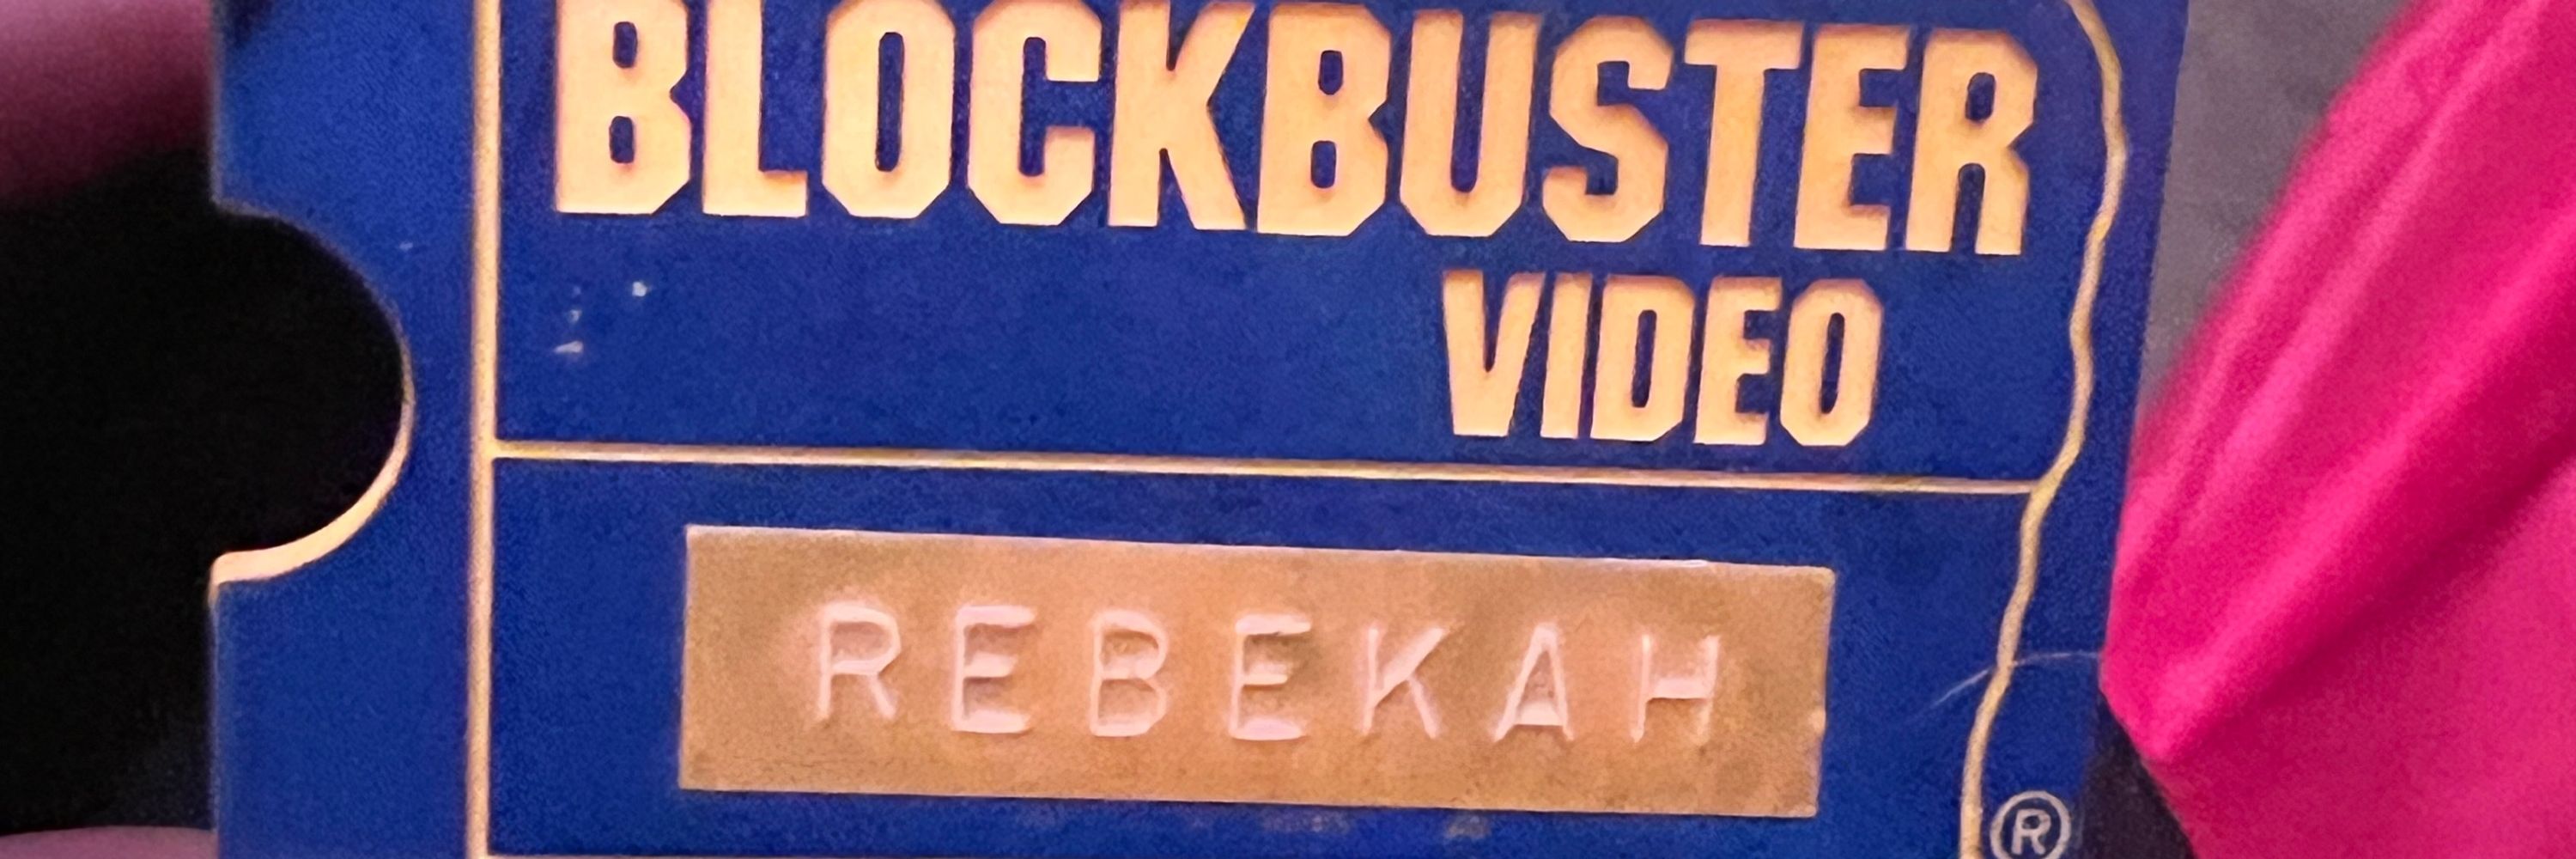 BLOCKBUSTER
VIDEO
REBEKAH
®